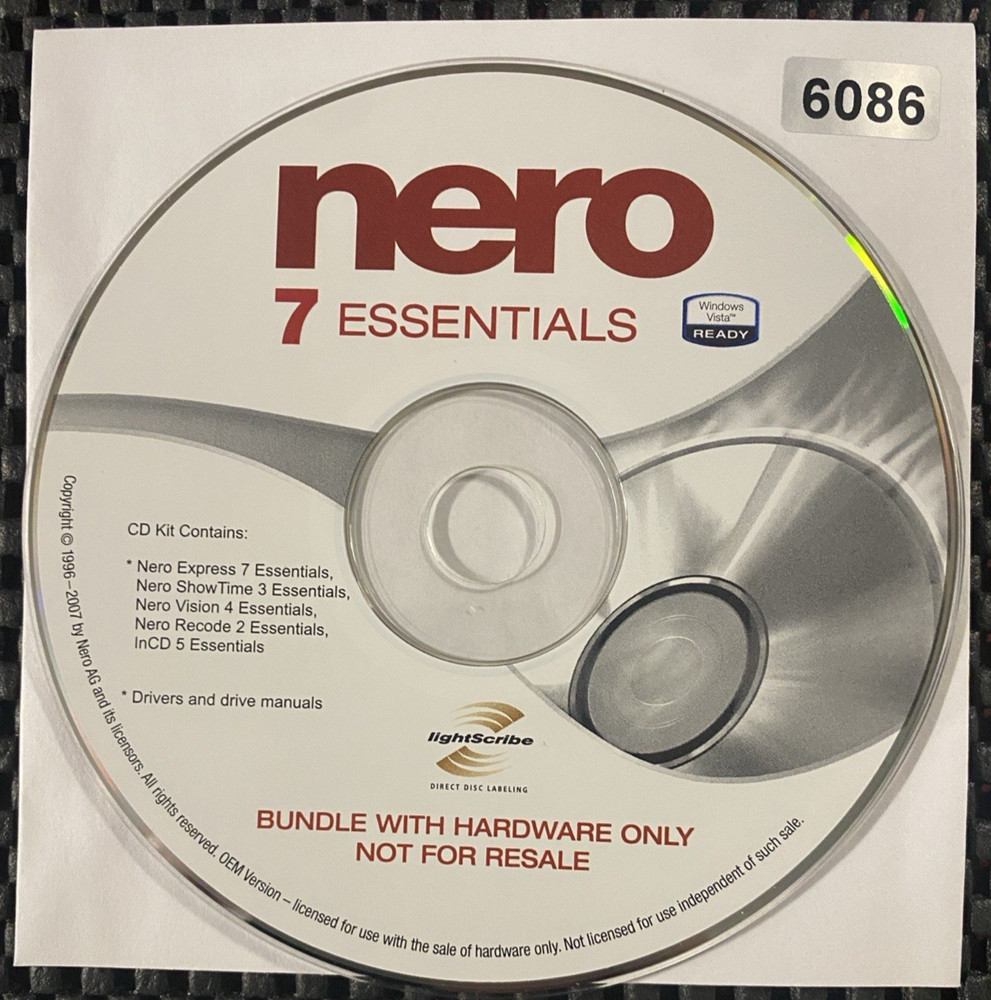 6086
nero
7 ESSENTIALS
Windows
Vista™
READY
CD Kit Contains:
* Nero Express 7 Essentials,
Nero ShowTime 3 Essentials,
Nero Vision 4 Essentials,
Nero Recode 2 Essentials,
InCD 5 Essentials
* Drivers and drive manuals
lightScribe
DIRECT DISC LABELING
BUNDLE WITH HARDWARE ONLY
NOT FOR RESALE
Copyright © 1996–2007 by Nero AG and its licensors. All rights reserved. OEM Version – licensed for use with the sale of hardware only. Not licensed for use independent of such sale.